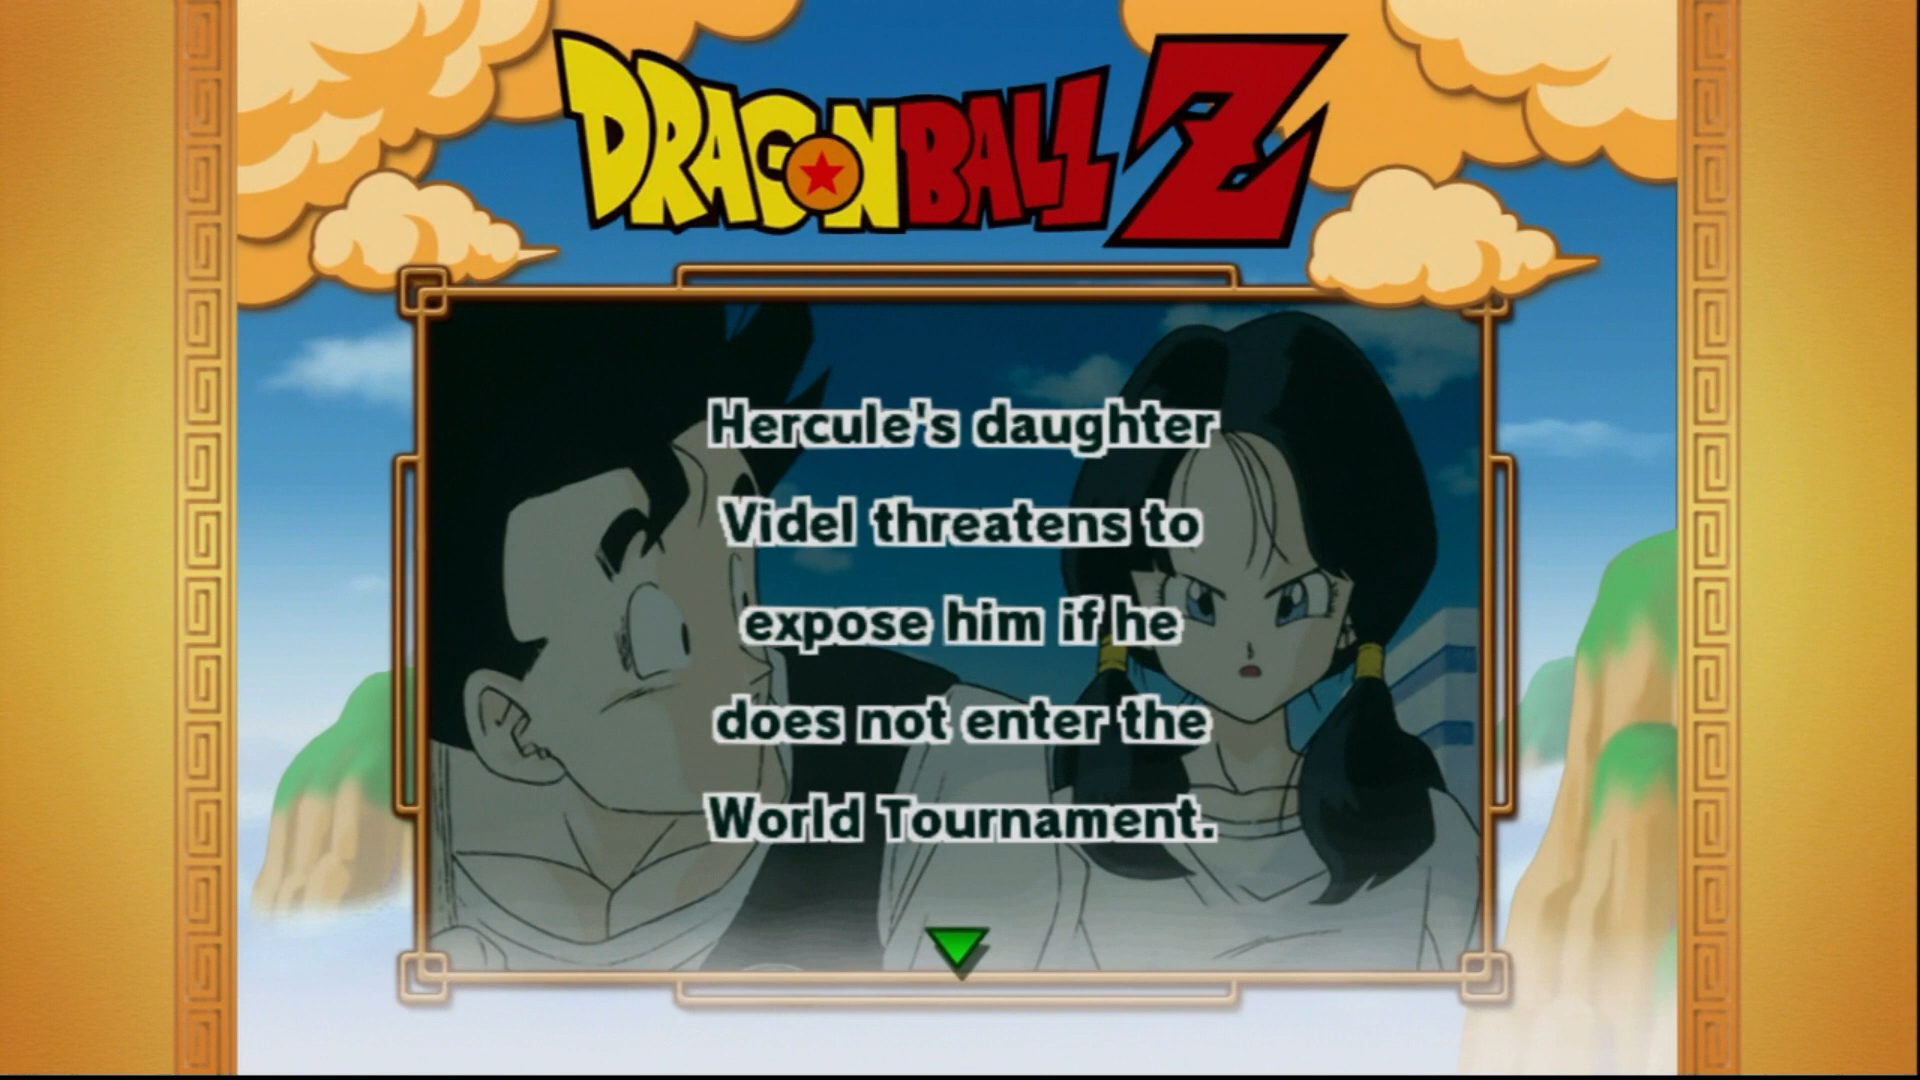 DRAGON BALL Z
Hercule's daughter
Videl threatens to
expose him if he
does not enter the
World Tournament.